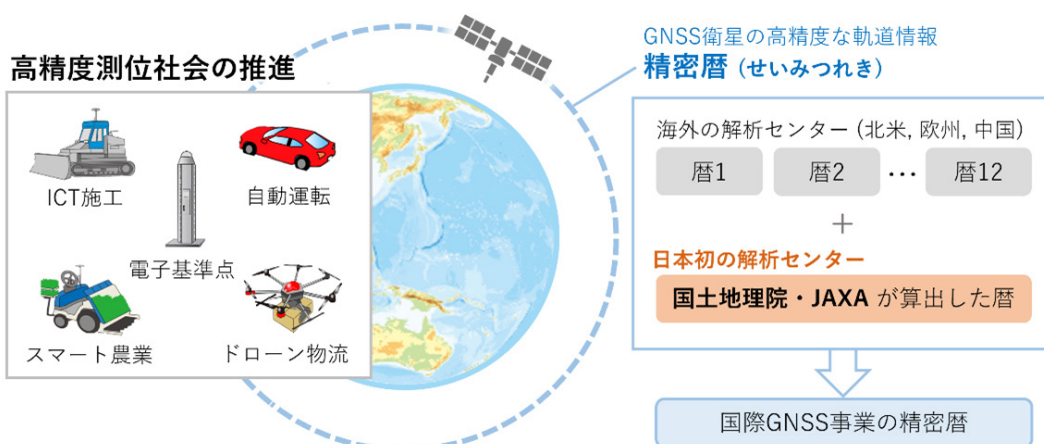 高精度測位社会の推進
ICT施工
自動運転
電子基準点
スマート農業
ドローン物流
GNSS衛星の高精度な軌道情報
精密暦 (せいみつれき)
海外の解析センター (北米, 欧州, 中国)
暦1 暦2 … 暦12
+
日本初の解析センター
国土地理院・JAXA が算出した暦
国際GNSS事業の精密暦